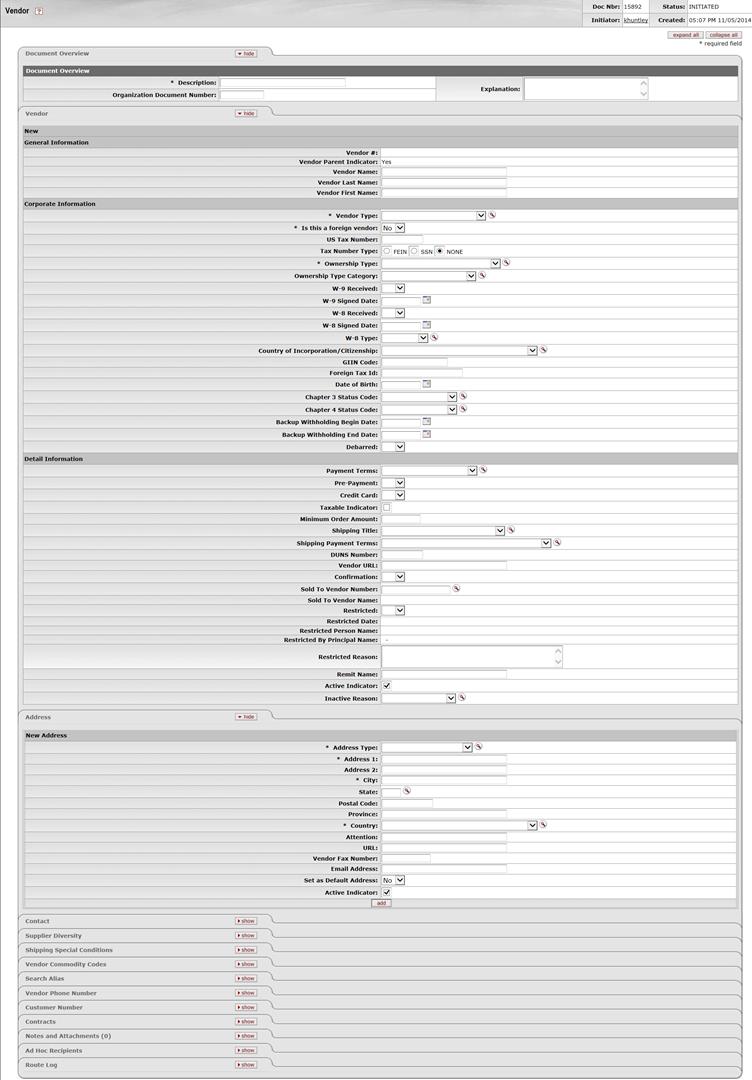 Vendor ?
Doc Nbr: 15892 Status: INITIATED
Initiator: khuntley Created: 05:07 PM 11/05/2014
expand all collapse all
* required field
Document Overview hide
Document Overview
* Description:
Explanation:
Organization Document Number:
Vendor hide
New
General Information
Vendor #:
Vendor Parent Indicator: Yes
Vendor Name:
Vendor Last Name:
Vendor First Name:
Corporate Information
* Vendor Type:
* Is this a foreign vendor: No
US Tax Number:
Tax Number Type: FEIN SSN NONE
* Ownership Type:
Ownership Type Category:
W-9 Received:
W-9 Signed Date:
W-8 Received:
W-8 Signed Date:
W-8 Type:
Country of Incorporation/Citizenship:
GIIN Code:
Foreign Tax Id:
Date of Birth:
Chapter 3 Status Code:
Chapter 4 Status Code:
Backup Withholding Begin Date:
Backup Withholding End Date:
Debarred:
Detail Information
Payment Terms:
Pre-Payment:
Credit Card:
Taxable Indicator:
Minimum Order Amount:
Shipping Title:
Shipping Payment Terms:
DUNS Number:
Vendor URL:
Confirmation:
Sold To Vendor Number:
Sold To Vendor Name:
Restricted:
Restricted Date:
Restricted Person Name:
Restricted By Principal Name: -
Restricted Reason:
Remit Name:
Active Indicator:
Inactive Reason:
Address hide
New Address
* Address Type:
* Address 1:
Address 2:
* City:
State:
Postal Code:
Province:
* Country:
Attention:
URL:
Vendor Fax Number:
Email Address:
Set as Default Address: No
Active Indicator:
add
Contact show
Supplier Diversity show
Shipping Special Conditions show
Vendor Commodity Codes show
Search Alias show
Vendor Phone Number show
Customer Number show
Contracts show
Notes and Attachments (0) show
Ad Hoc Recipients show
Route Log show